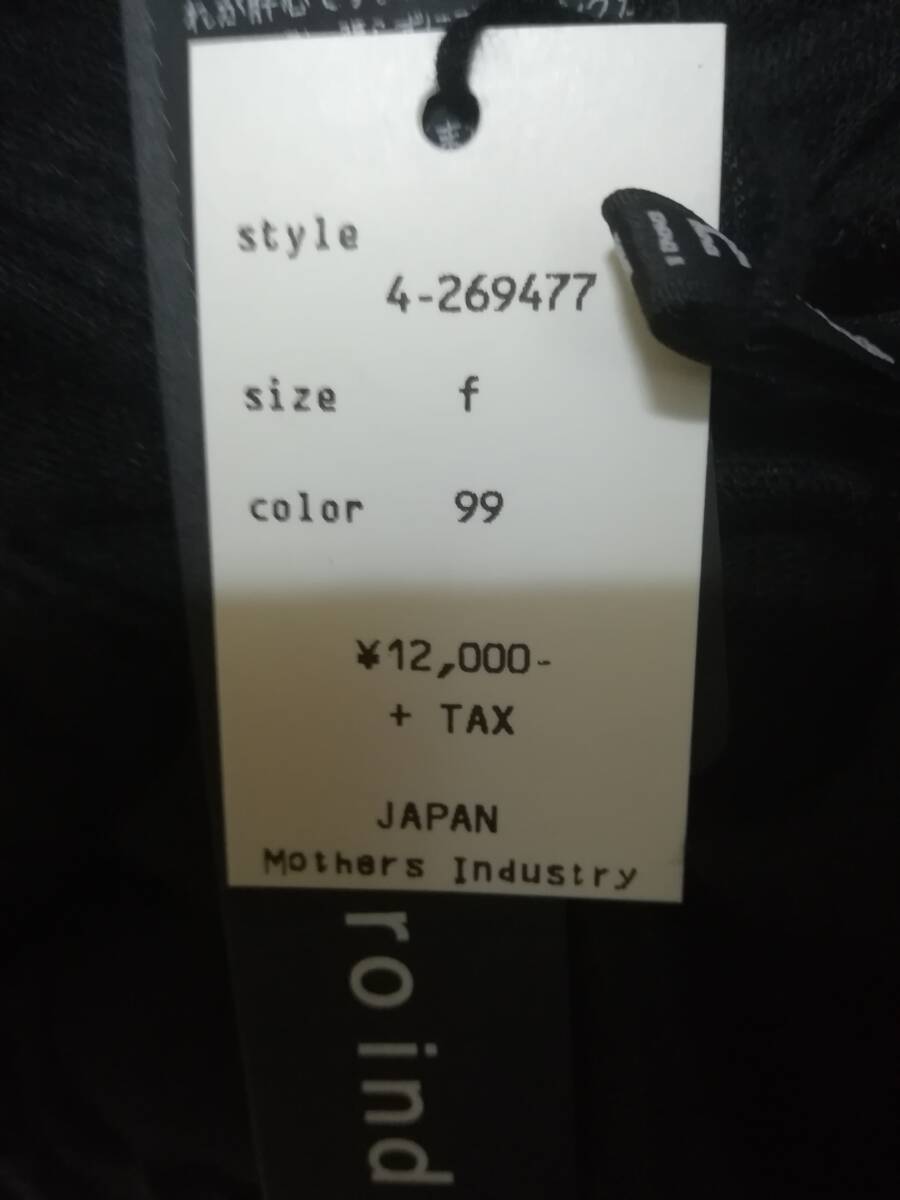 style
4-269477
size f
color 99
¥12,000-
+ TAX
JAPAN
Mothers Industry
roind